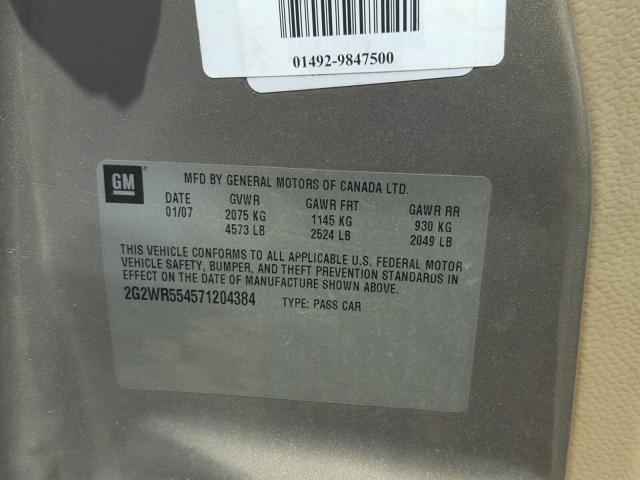 01492-9847500
GM
MFD BY GENERAL MOTORS OF CANADA LTD.
DATE GVWR GAWR FRT GAWR RR
01/07 2075 KG 1145 KG 930 KG
4573 LB 2524 LB 2049 LB
THIS VEHICLE CONFORMS TO ALL APPLICABLE U.S. FEDERAL MOTOR
VEHICLE SAFETY, BUMPER, AND THEFT PREVENTION STANDARDS IN
EFFECT ON THE DATE OF MANUFACTURE SHOWN ABOVE.
2G2WR554571204384 TYPE: PASS CAR